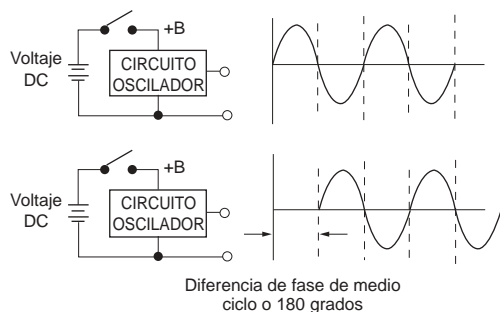 +B
Voltaje
DC
CIRCUITO
OSCILADOR
+B
Voltaje
DC
CIRCUITO
OSCILADOR
Diferencia de fase de medio
ciclo o 180 grados